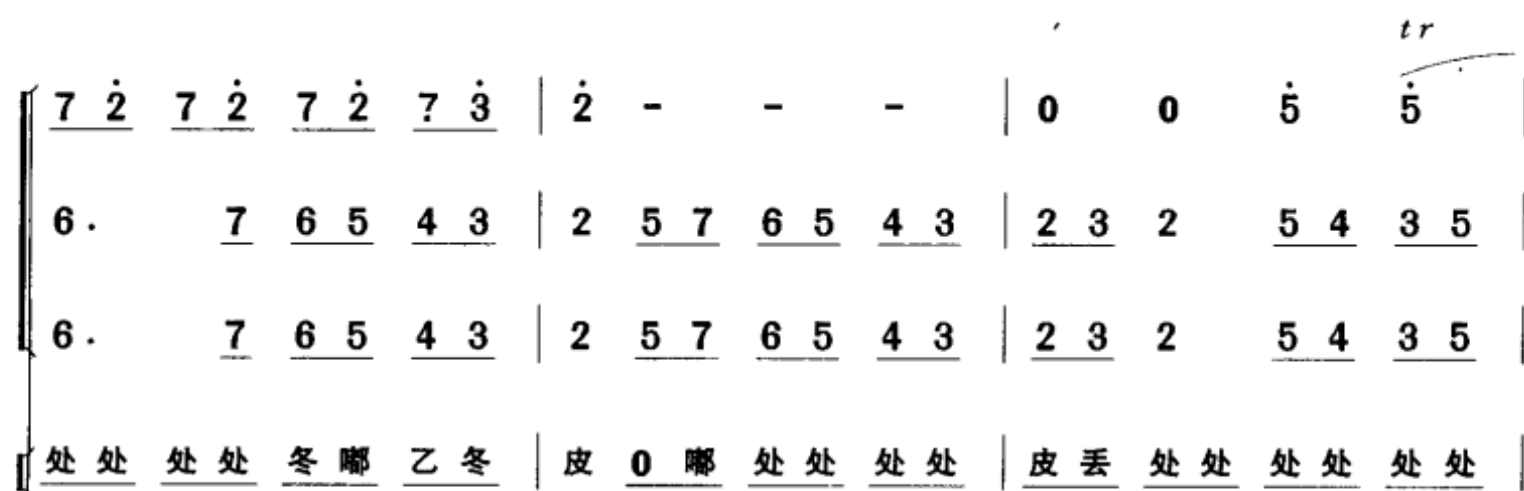 tr
7 2̇ 7 2̇ 7 2̇ ? 3̇ | 2̇ - - - | 0 0 5̇ 5̇ |
6. 7 6 5 4 3 | 2 5 7 6 5 4 3 | 2 3 2 5 4 3 5 |
6. 7 6 5 4 3 | 2 5 7 6 5 4 3 | 2 3 2 5 4 3 5 |
处处 处处 冬嘟 乙冬 | 皮 0嘟 处处 处处 | 皮丢 处处 处处 处处 |